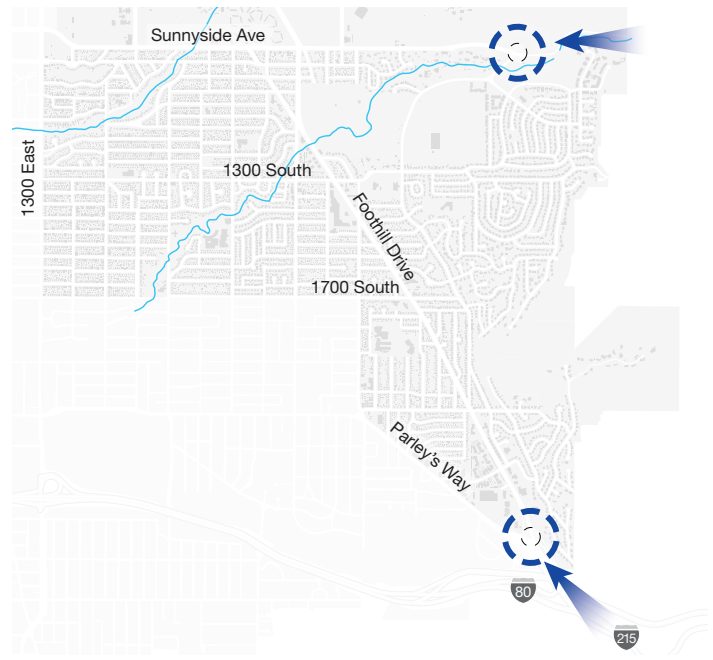 Sunnyside Ave
1300 East
1300 South
Foothill Drive
1700 South
Parley's Way
80
215